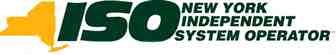 ISO
NEW YORK
INDEPENDENT
SYSTEM OPERATOR